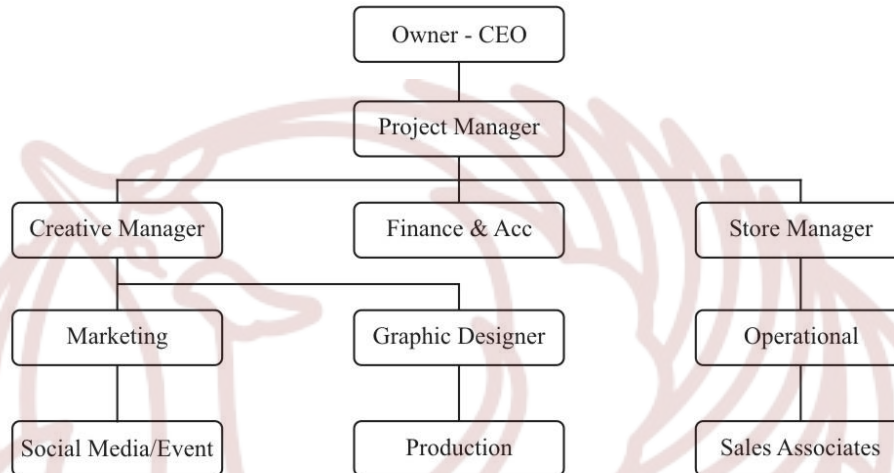 Owner - CEO
Project Manager
Creative Manager
Finance & Acc
Store Manager
Marketing
Graphic Designer
Operational
Social Media/Event
Production
Sales Associates